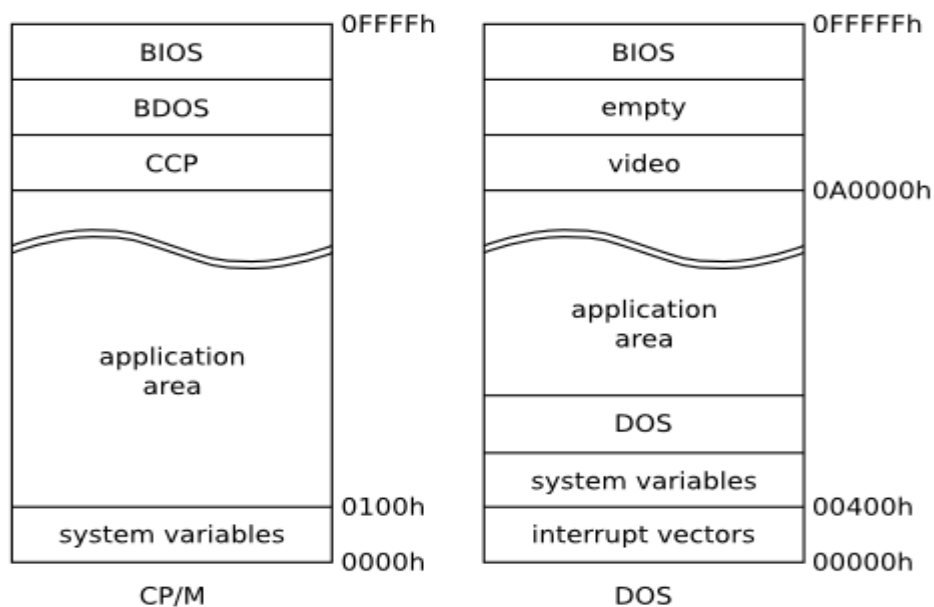 0FFFFh
BIOS
BDOS
CCP
application
area
0100h
system variables
0000h
CP/M
0FFFFFh
BIOS
empty
video
0A0000h
application
area
DOS
system variables
00400h
interrupt vectors
00000h
DOS